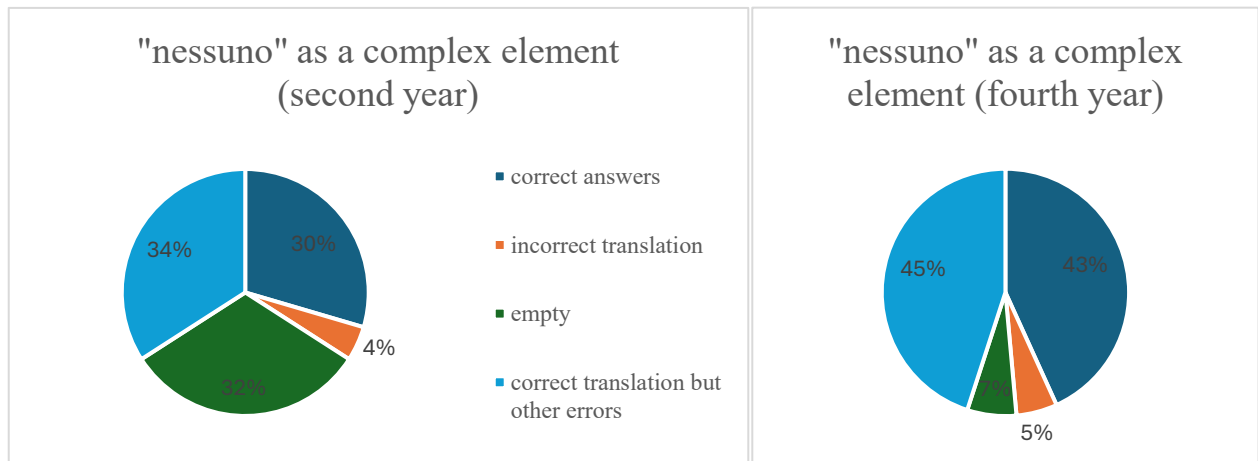 "nessuno" as a complex element
(second year)
30%
4%
32%
34%
correct answers
incorrect translation
empty
correct translation but
other errors
"nessuno" as a complex
element (fourth year)
43%
5%
7%
45%